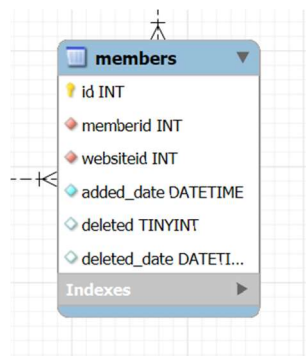 members
id INT
memberid INT
websiteid INT
added_date DATETIME
deleted TINYINT
deleted_date DATETI...
Indexes